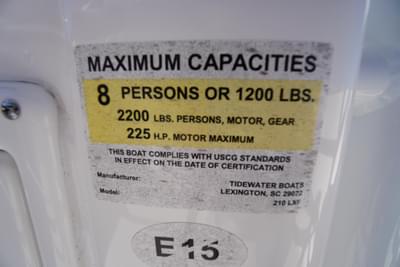 MAXIMUM CAPACITIES
8 PERSONS OR 1200 LBS.
2200 LBS. PERSONS, MOTOR, GEAR
225 H.P. MOTOR MAXIMUM
THIS BOAT COMPLIES WITH USCG STANDARDS
IN EFFECT ON THE DATE OF CERTIFICATION
Manufacturer: TIDEWATER BOATS
LEXINGTON, SC 29072
Model: 210 LXF
E15